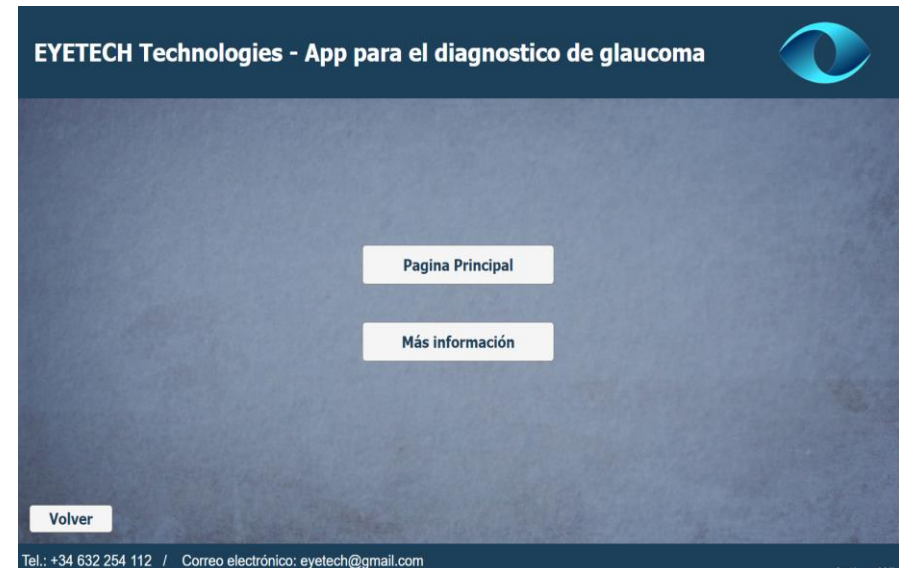 EYETECH Technologies - App para el diagnostico de glaucoma
Pagina Principal
Más información
Volver
Tel.: +34 632 254 112 / Correo electrónico: eyetech@gmail.com